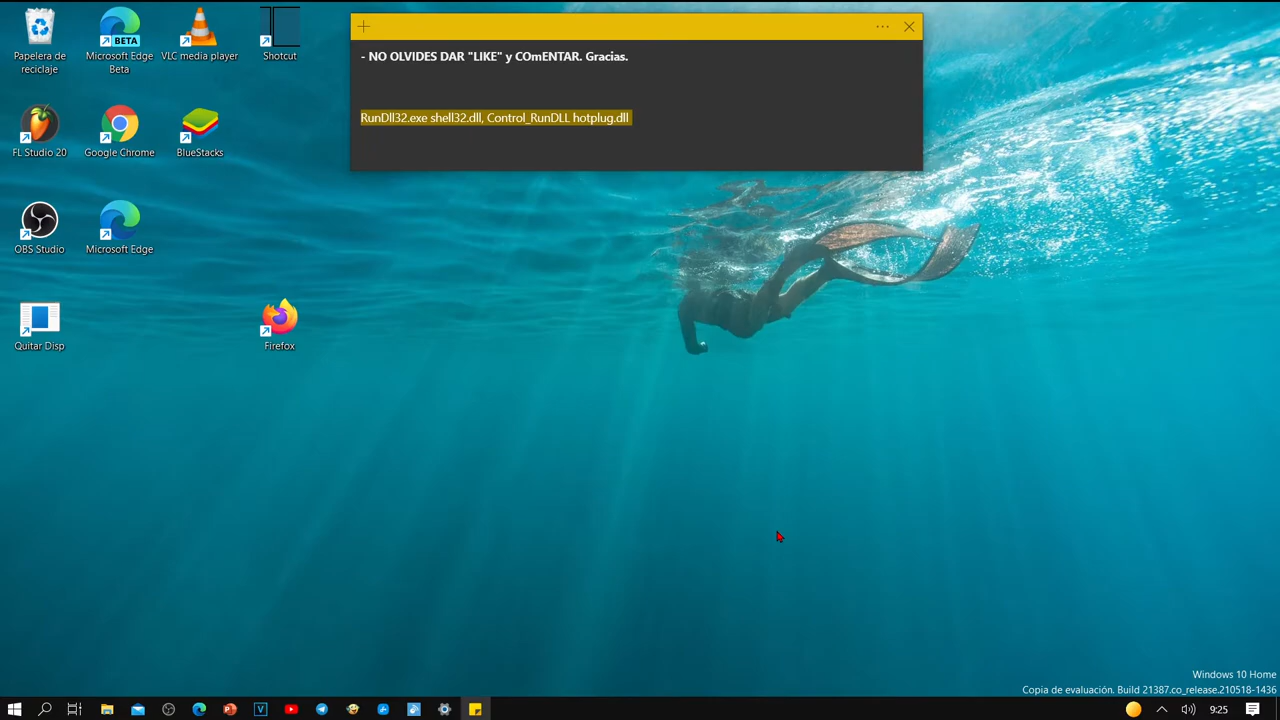 - NO OLVIDES DAR "LIKE" y COmENTAR. Gracias.
RunDll32.exe shell32.dll, Control_RunDLL hotplug.dll
Papelera de
reciclaje
BETA
Microsoft Edge
Beta
VLC media player
Shotcut
FL Studio 20
Google Chrome
BlueStacks
OBS Studio
Microsoft Edge
Quitar Disp
Firefox
Windows 10 Home
Copia de evaluación. Build 21387.co_release.210518-1436
9:25